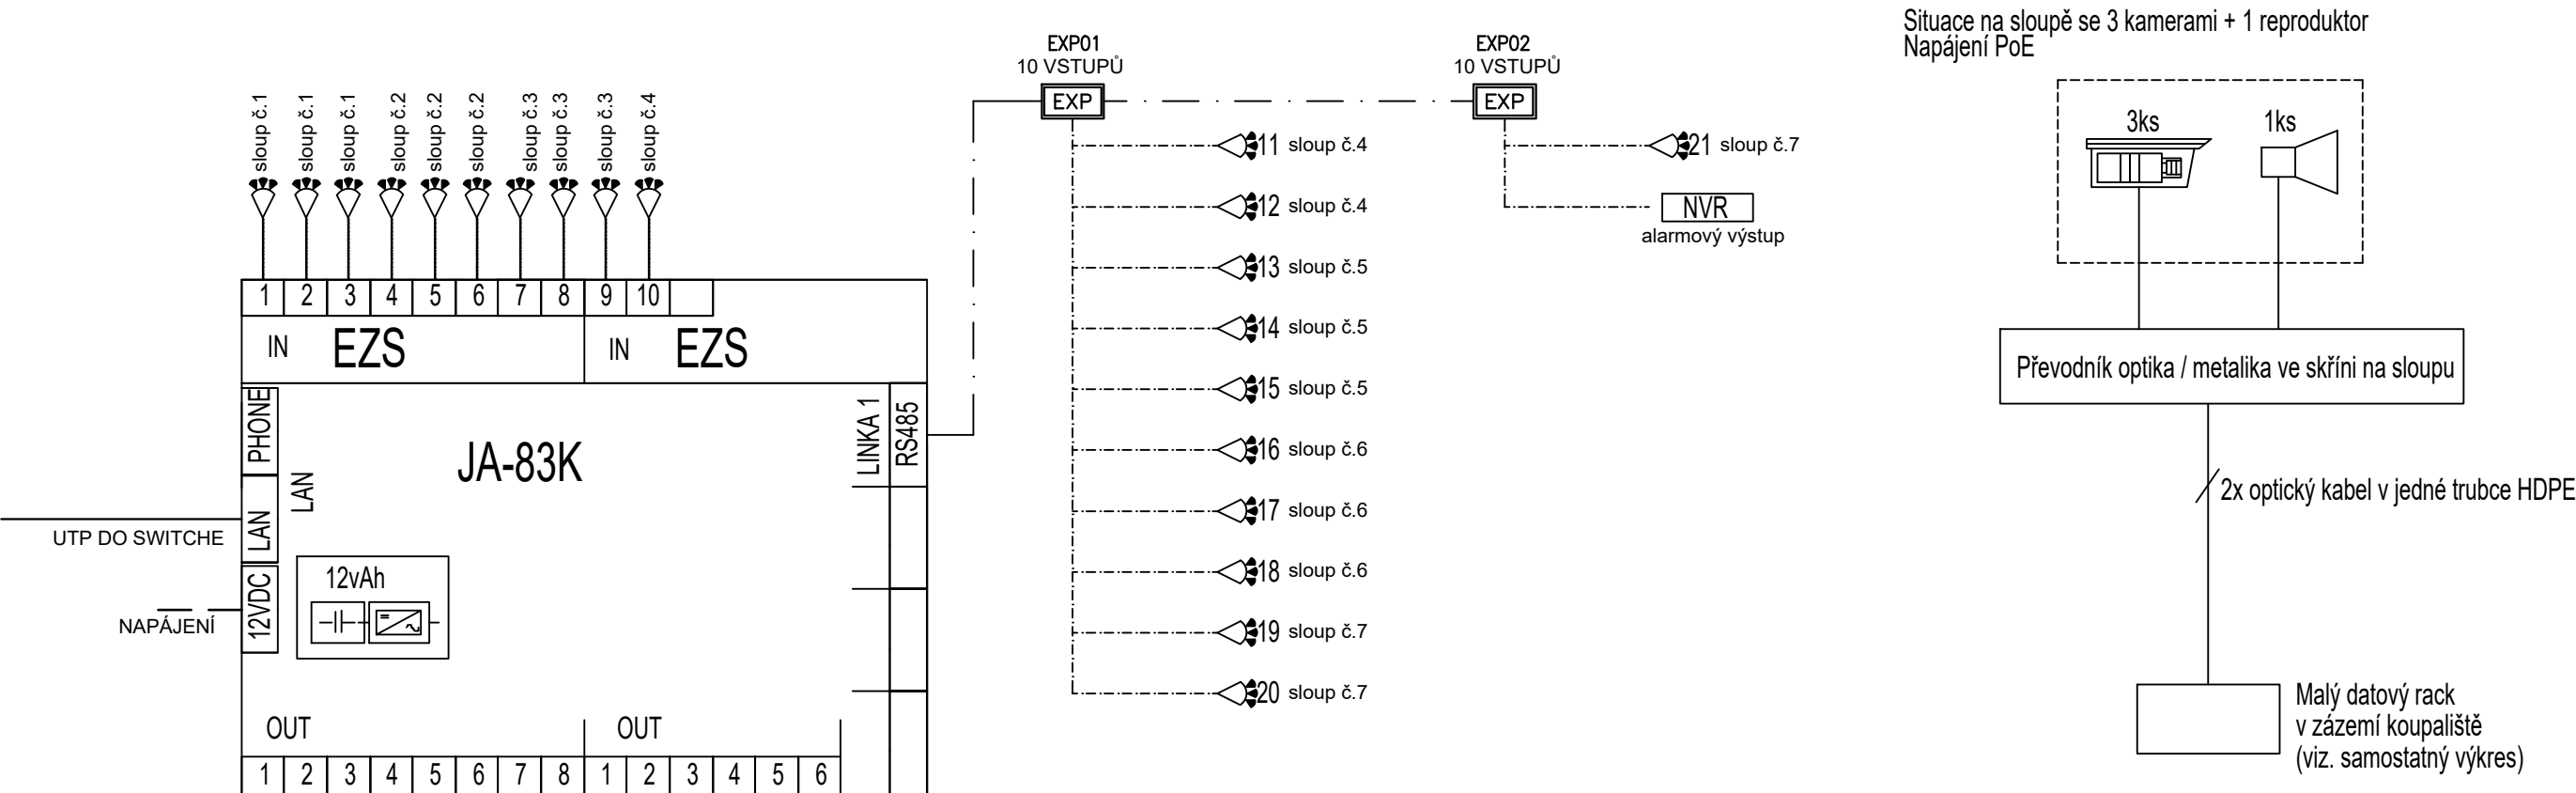 Situace na sloupě se 3 kamerami + 1 reproduktor
Napájení PoE
EXP01
10 VSTUPŮ
EXP
EXP02
10 VSTUPŮ
EXP
sloup č.1
sloup č.1
sloup č.1
sloup č.2
sloup č.2
sloup č.2
sloup č.3
sloup č.3
sloup č.3
sloup č.4
1 2 3 4 5 6 7 8 9 10
IN EZS IN EZS
PHONE
LAN
LAN
12VDC
JA-83K
LINKA 1
RS485
UTP DO SWITCHE
NAPÁJENÍ
12vAh
OUT OUT
1 2 3 4 5 6 7 8 1 2 3 4 5 6
11 sloup č.4
12 sloup č.4
13 sloup č.5
14 sloup č.5
15 sloup č.5
16 sloup č.6
17 sloup č.6
18 sloup č.6
19 sloup č.7
20 sloup č.7
21 sloup č.7
NVR
alarmový výstup
3ks
1ks
Převodník optika / metalika ve skříni na sloupu
2x optický kabel v jedné trubce HDPE
Malý datový rack
v zázemí koupaliště
(viz. samostatný výkres)